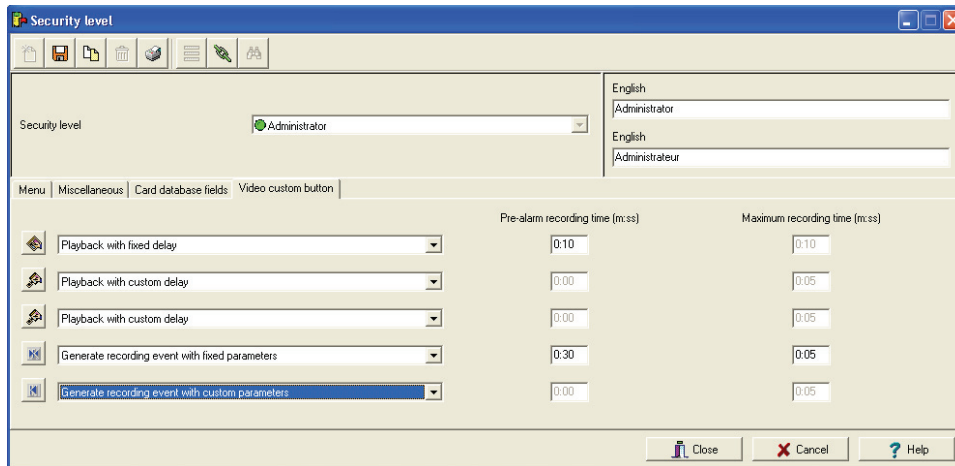 Security level
English
Administrator
Security level Administrator
English
Administrateur
Menu Miscellaneous Card database fields Video custom button
Pre-alarm recording time (m:ss) Maximum recording time (m:ss)
Playback with fixed delay 0:10 0:10
Playback with custom delay 0:00 0:05
Playback with custom delay 0:00 0:05
Generate recording event with fixed parameters 0:30 0:05
Generate recording event with custom parameters 0:00 0:05
Close Cancel Help